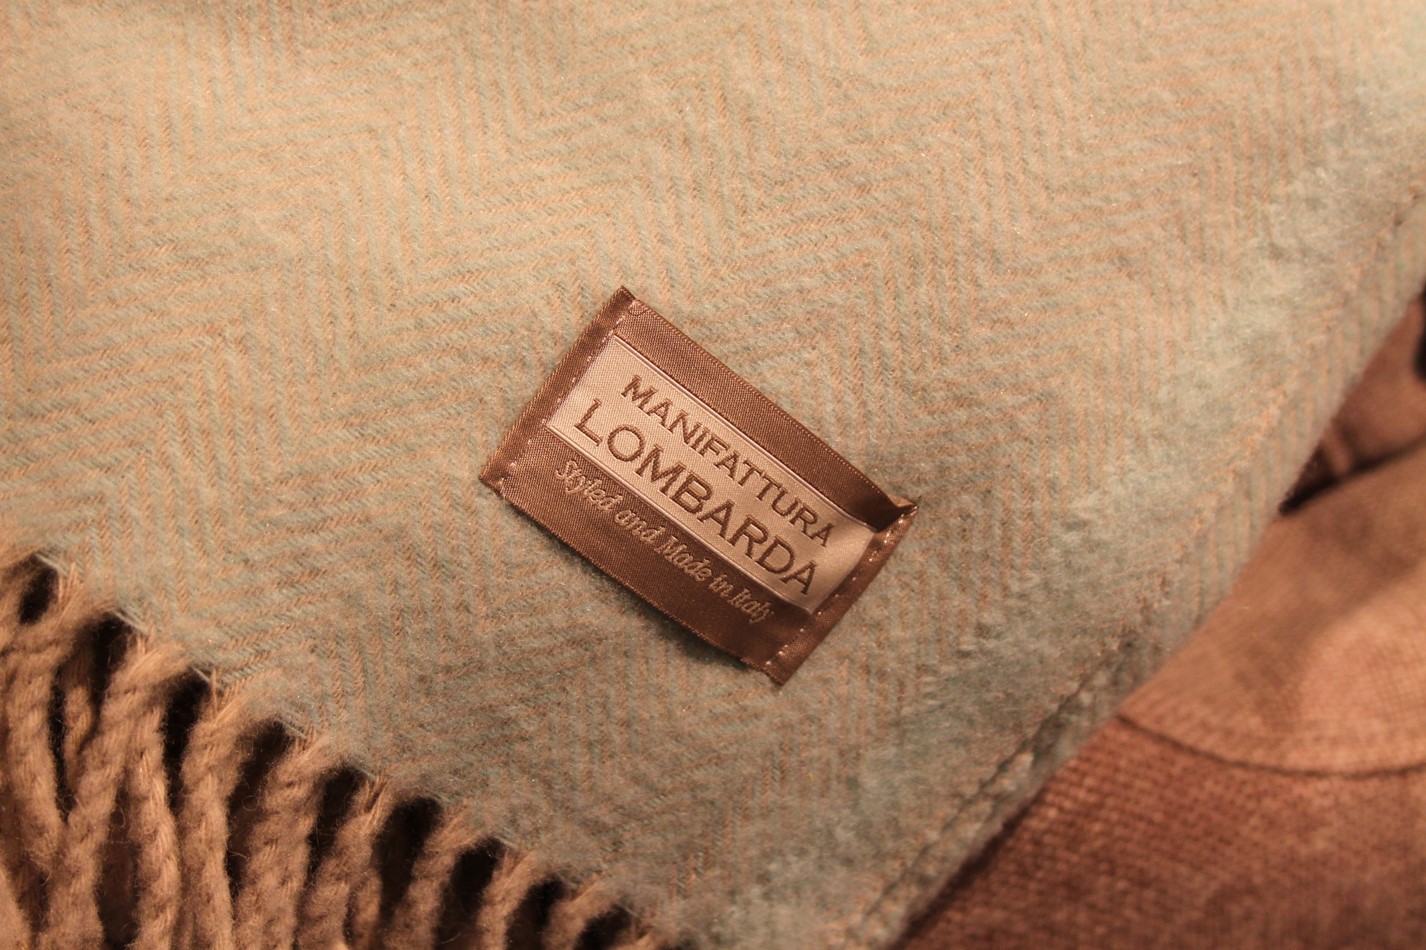 MANIFATTURA
LOMBARDA
Styled and Made in Italy